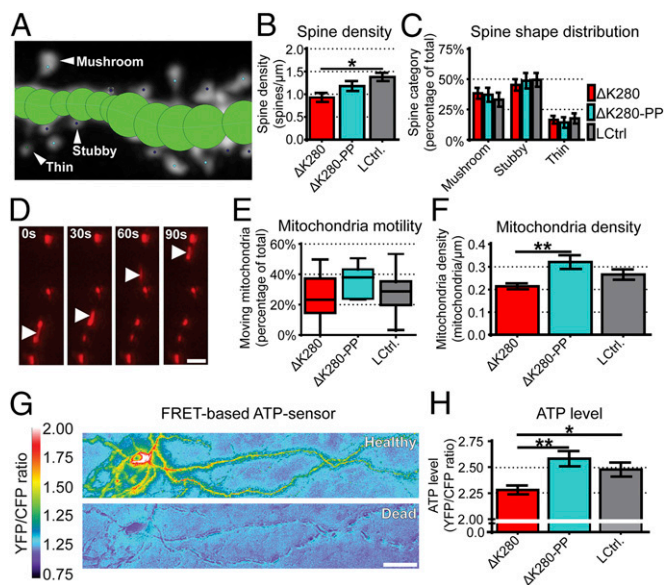 A
Mushroom
Stubby
Thin
B
Spine density
Spine density
(spines/μm)
2.0
1.5
1.0
0.5
0
*
ΔK280
ΔK280-PP
LCtrl.
C
Spine shape distribution
Spine category
(percentage of total)
75%
50%
25%
0
Mushroom
Stubby
Thin
ΔK280
ΔK280-PP
LCtrl
D
0s
30s
60s
90s
E
Mitochondria motility
Moving mitochondria
(percentage of total)
60%
40%
20%
0%
ΔK280
ΔK280-PP
LCtrl.
F
Mitochondria density
Mitochondria density
(mitochondria/μm)
0.4
0.3
0.2
0.1
0
**
ΔK280
ΔK280-PP
LCtrl.
G
FRET-based ATP-sensor
YFP/CFP ratio
2.00
1.75
1.50
1.25
0.75
Healthy
Dead
H
ATP level
ATP level
(YFP/CFP ratio)
2.75
2.50
2.25
2.00
0.0
*
**
ΔK280
ΔK280-PP
LCtrl.